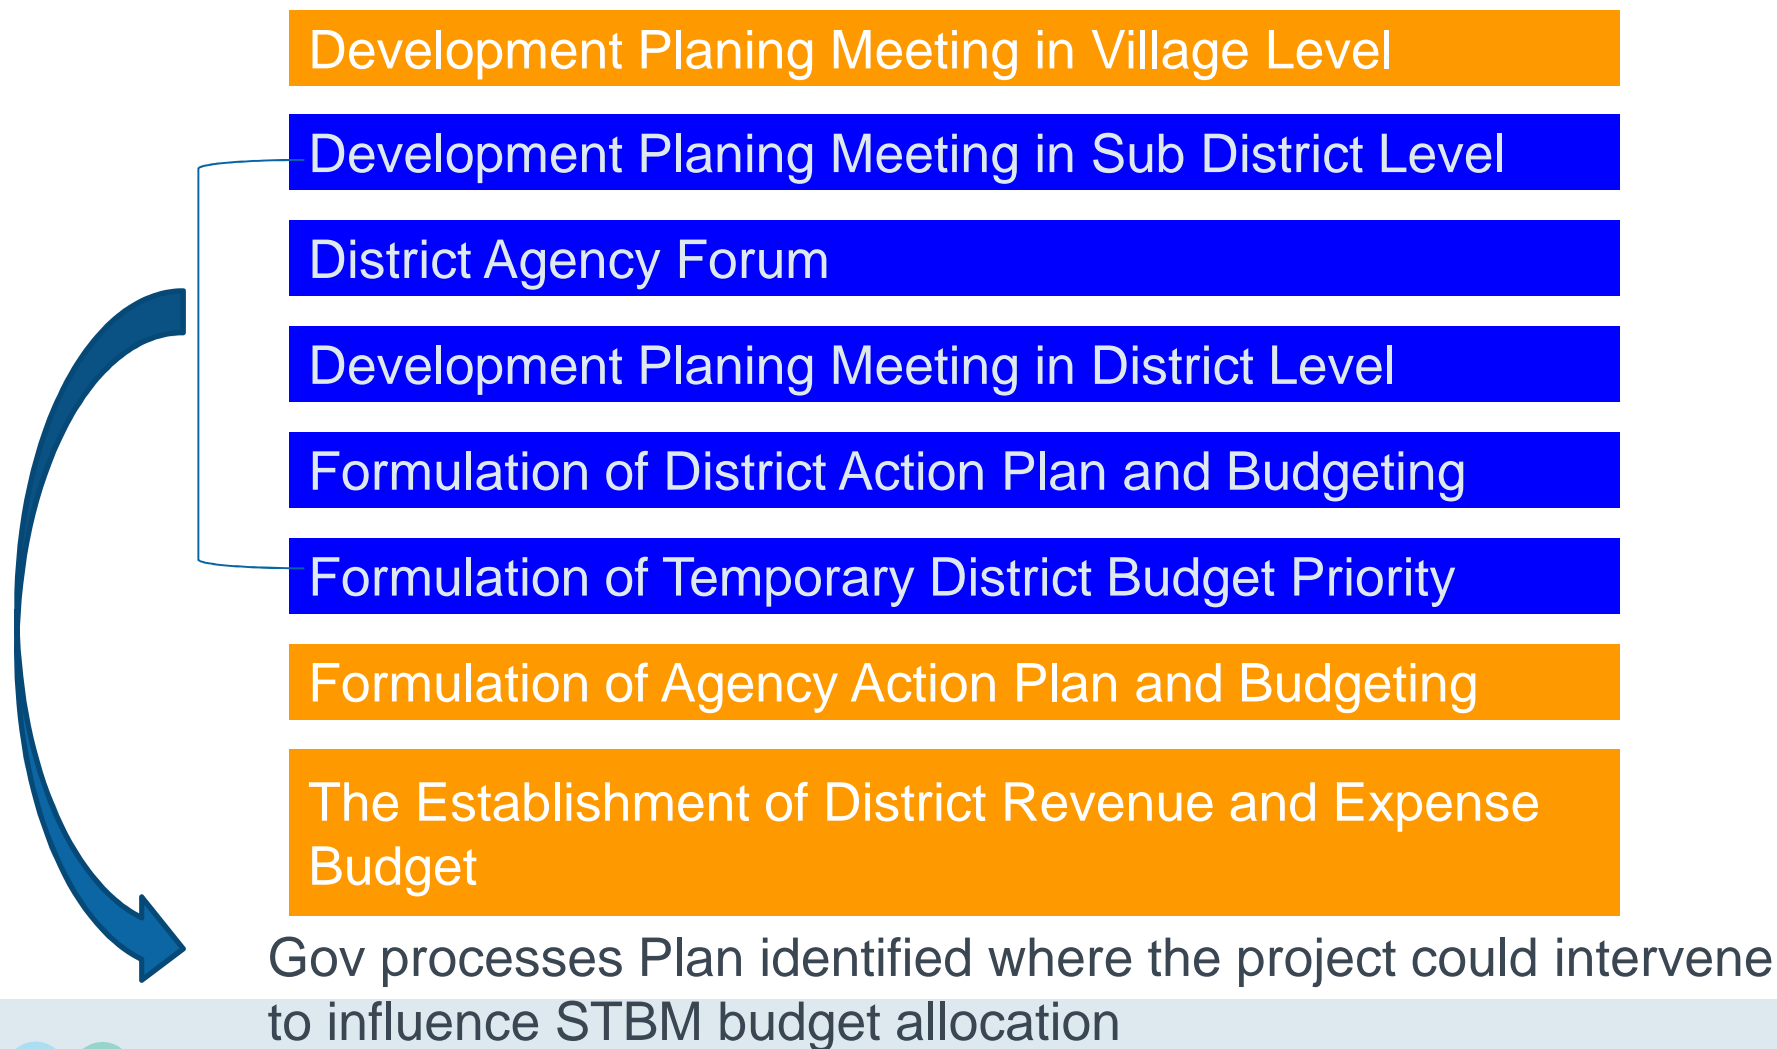 Development Planing Meeting in Village Level
Development Planing Meeting in Sub District Level
District Agency Forum
Development Planing Meeting in District Level
Formulation of District Action Plan and Budgeting
Formulation of Temporary District Budget Priority
Formulation of Agency Action Plan and Budgeting
The Establishment of District Revenue and Expense
Budget
Gov processes Plan identified where the project could intervene
to influence STBM budget allocation